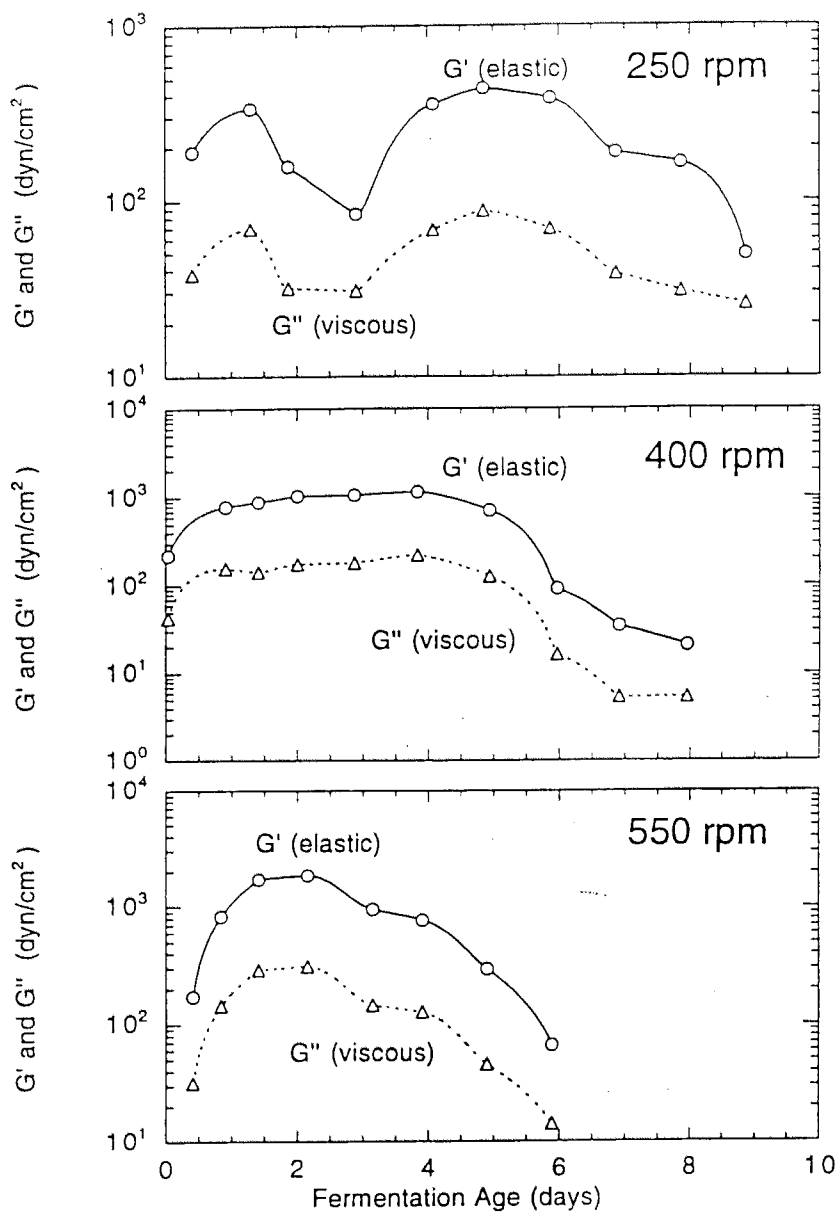 10³
10²
10¹
G' and G" (dyn/cm²)
G' (elastic)
250 rpm
G" (viscous)
10⁴
10³
10²
10¹
10⁰
G' and G" (dyn/cm²)
G' (elastic)
400 rpm
G" (viscous)
10⁴
10³
10²
10¹
G' and G" (dyn/cm²)
G' (elastic)
550 rpm
G" (viscous)
0 2 4 6 8 10
Fermentation Age (days)